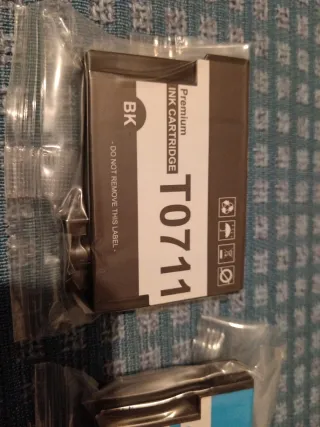 Premium
INK CARTRIDGE
T0711
BK
- DO NOT REMOVE THIS LABEL -